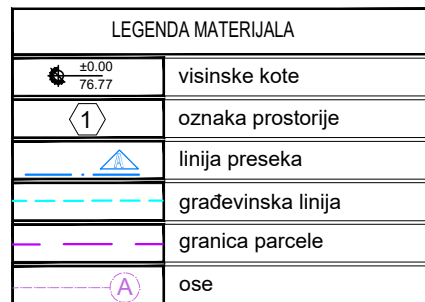 LEGENDA MATERIJALA
±0.00
76.77
visinske kote
1
oznaka prostorije
A
linija preseka
građevinska linija
granica parcele
A
ose